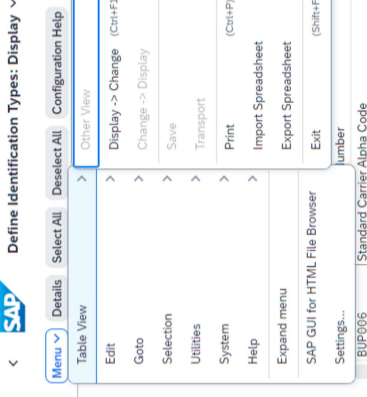 SAP
Define Identification Types: Display
Menu
Details
Select All
Deselect All
Configuration Help
Table View
Edit
Goto
Selection
Utilities
System
Help
Expand menu
SAP GUI for HTML File Browser
Settings...
Other View
Display -> Change
Change -> Display
Save
Transport
Print
Import Spreadsheet
Export Spreadsheet
Exit
BUP006
Standard Carrier Alpha Code